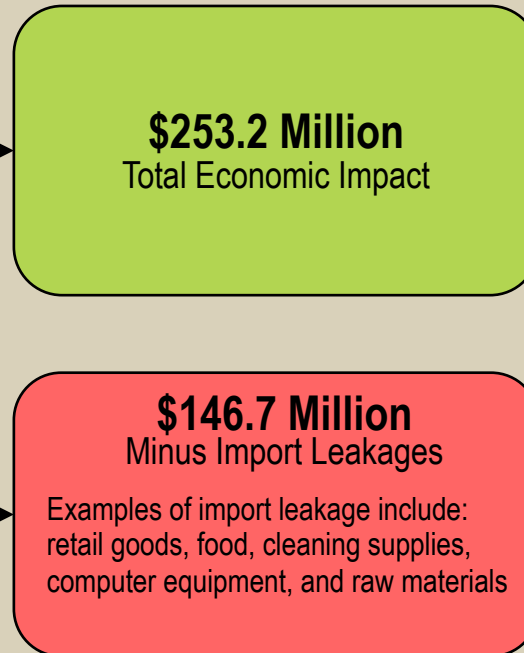 $253.2 Million
Total Economic Impact
$146.7 Million
Minus Import Leakages
Examples of import leakage include:
retail goods, food, cleaning supplies,
computer equipment, and raw materials